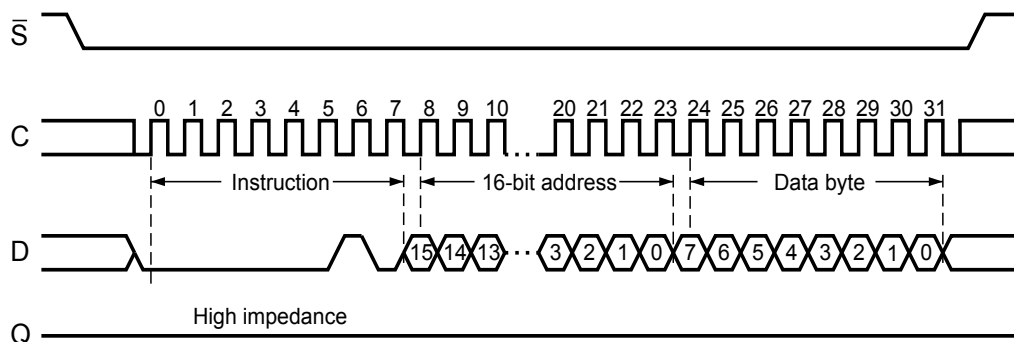 S̅
0 1 2 3 4 5 6 7 8 9 10 20 21 22 23 24 25 26 27 28 29 30 31
C
Instruction 16-bit address Data byte
D
15 14 13 3 2 1 0 7 6 5 4 3 2 1 0
High impedance
Q